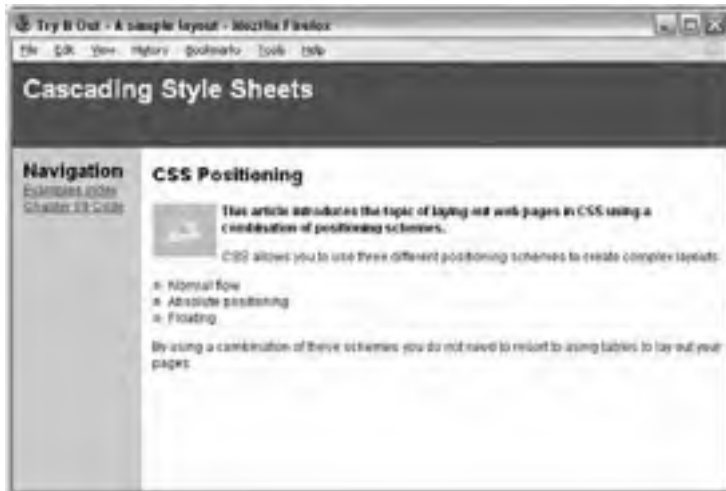 Try It Out - A sample layout - Mozilla Firefox
File Edit View History Bookmarks Tools Help
Cascading Style Sheets
Navigation
Examples index
Chapter 09 Code
CSS Positioning
This article introduces the topic of laying out web pages in CSS using a
combination of positioning schemes.
CSS allows you to use three different positioning schemes to create complex layouts:
Normal flow
Absolute positioning
Floating
By using a combination of these schemes you do not need to resort to using tables to lay out your
pages.